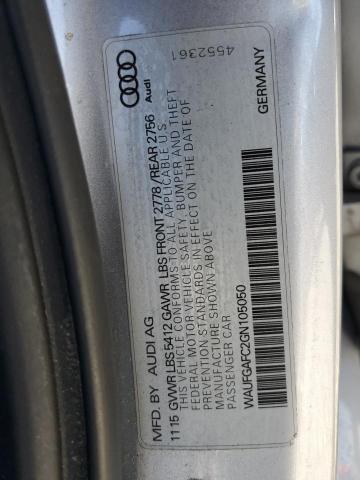 MFD. BY AUDI AG
11 15 GVWR LBS 5412 GAWR LBS FRONT 2778 /REAR 2756
THIS VEHICLE CONFORMS TO ALL APPLICABLE U.S.
FEDERAL MOTOR VEHICLE SAFETY, BUMPER AND THEFT
PREVENTION STANDARDS IN EFFECT ON THE DATE OF
MANUFACTURE SHOWN ABOVE
PASSENGER CAR
WAUFGAFC2GN105050
GERMANY
Audi
4552361